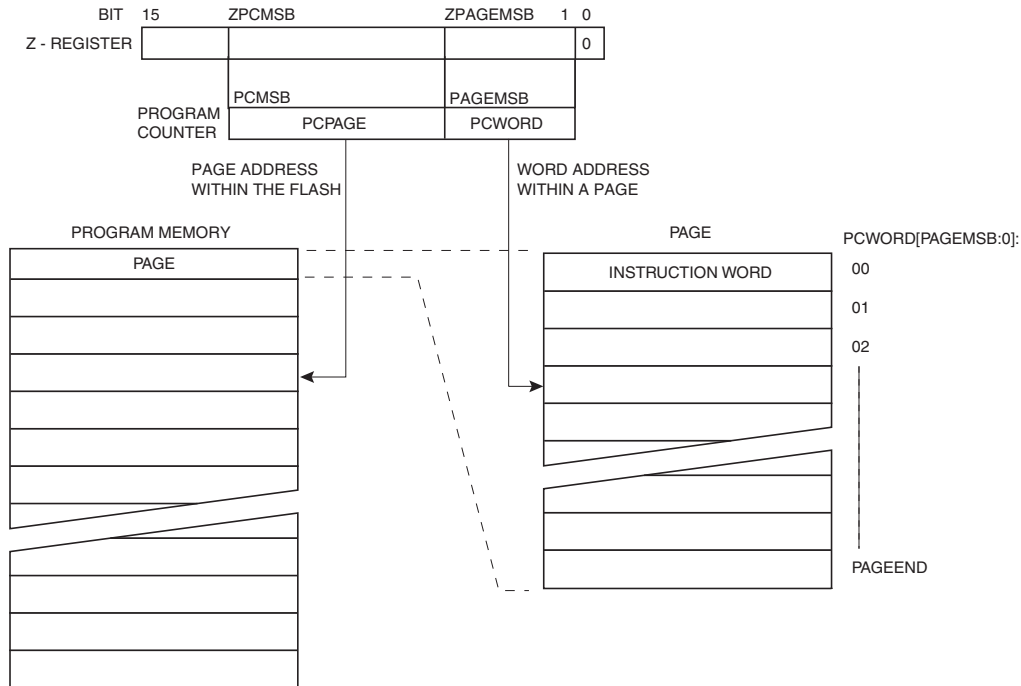 BIT 15 ZPCMSB ZPAGEMSB 1 0
Z - REGISTER 0
PCMSB PAGEMSB
PROGRAM
COUNTER
PCPAGE PCWORD
PAGE ADDRESS
WITHIN THE FLASH
WORD ADDRESS
WITHIN A PAGE
PROGRAM MEMORY
PAGE
PAGE
PCWORD[PAGEMSB:0]:
INSTRUCTION WORD 00
01
02
PAGEEND